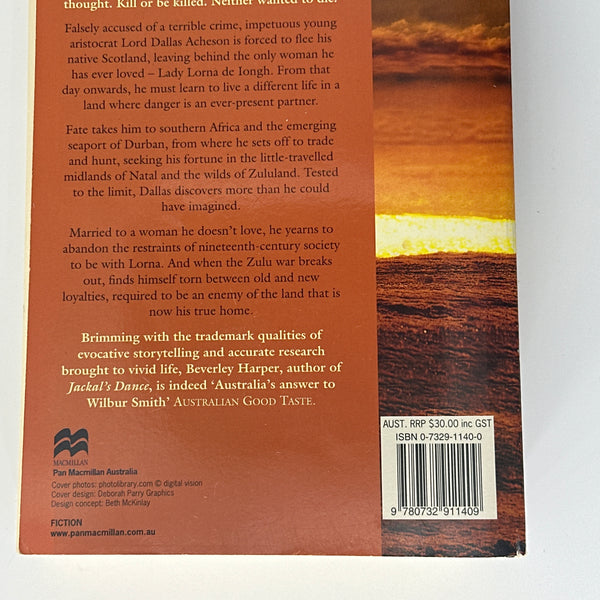 thought. Kill or be killed. Neither wanted to die.
Falsely accused of a terrible crime, impetuous young
aristocrat Lord Dallas Acheson is forced to flee his
native Scotland, leaving behind the only woman he
has ever loved – Lady Lorna de Iongh. From that
day onwards, he must learn to live a different life in a
land where danger is an ever-present partner.
Fate takes him to southern Africa and the emerging
seaport of Durban, from where he sets off to trade
and hunt, seeking his fortune in the little-travelled
midlands of Natal and the wilds of Zululand. Tested
to the limit, Dallas discovers more than he could
have imagined.
Married to a woman he doesn't love, he yearns to
abandon the restraints of nineteenth-century society
to be with Lorna. And when the Zulu war breaks
out, finds himself torn between old and new
loyalties, required to be an enemy of the land that is
now his true home.
Brimming with the trademark qualities of
evocative storytelling and accurate research
brought to vivid life, Beverley Harper, author of
Jackal's Dance, is indeed 'Australia's answer to
Wilbur Smith' AUSTRALIAN GOOD TASTE.
MACMILLAN
Pan Macmillan Australia
Cover photos: photolibrary.com © digital vision
Cover design: Deborah Parry Graphics
Design concept: Beth McKinlay
FICTION
www.panmacmillan.com.au
AUST. RRP $30.00 inc GST
ISBN 0-7329-1140-0
9 780732 911409